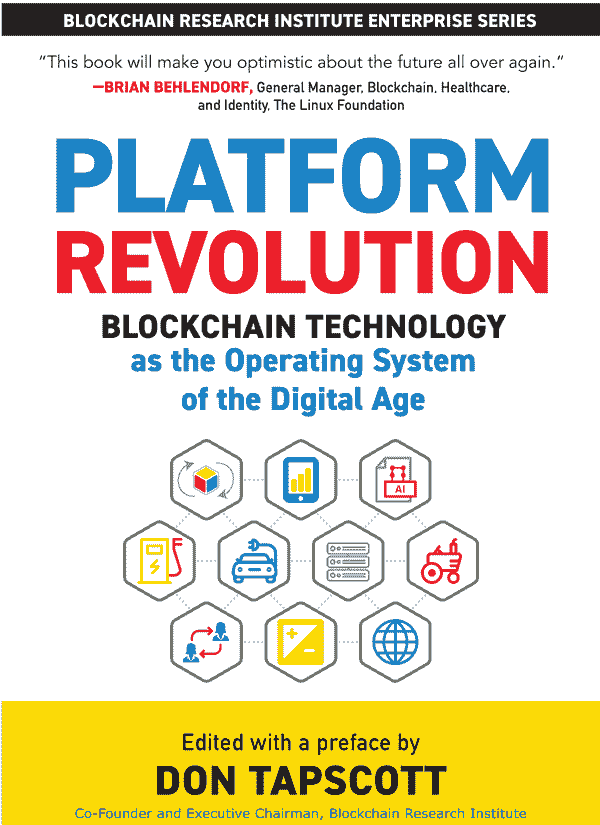 BLOCKCHAIN RESEARCH INSTITUTE ENTERPRISE SERIES
“This book will make you optimistic about the future all over again.”
—BRIAN BEHLENDORF, General Manager, Blockchain, Healthcare,
and Identity, The Linux Foundation
PLATFORM
REVOLUTION
BLOCKCHAIN TECHNOLOGY
as the Operating System
of the Digital Age
AI
Edited with a preface by
DON TAPSCOTT
Co-Founder and Executive Chairman, Blockchain Research Institute